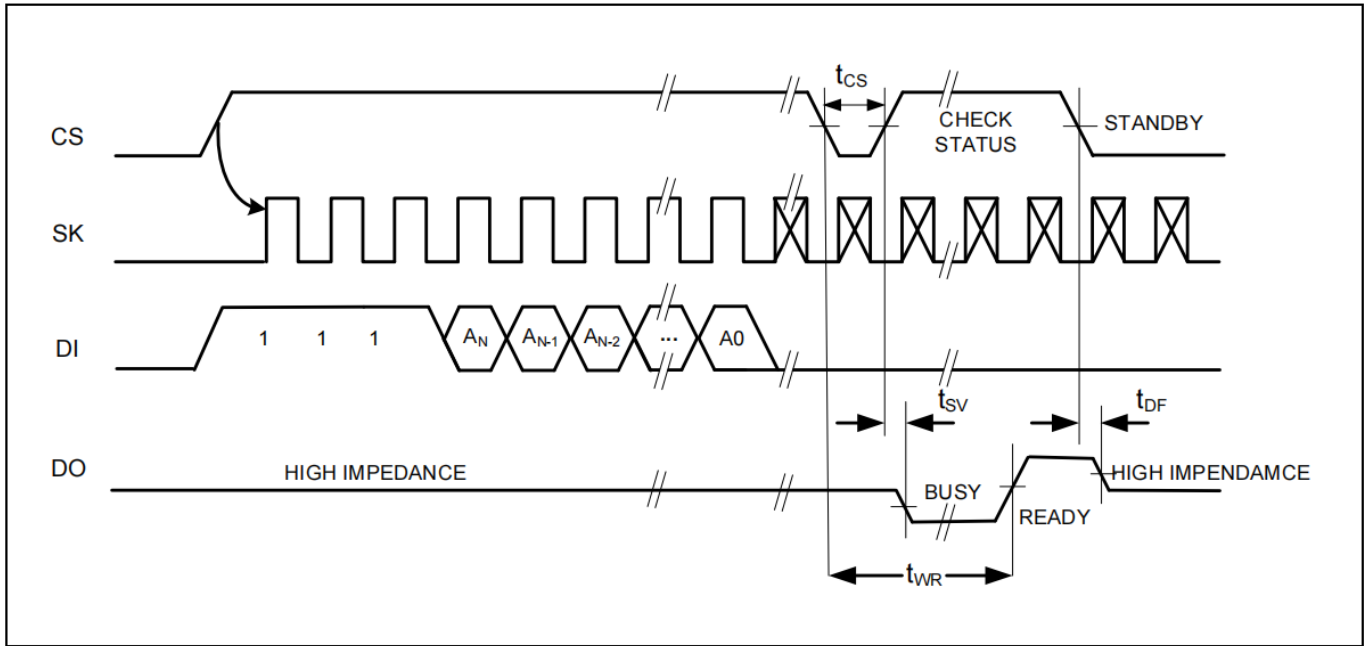 tCS
CS
CHECK
STATUS
STANDBY
SK
DI
1 1 1 AN AN-1 AN-2 ... A0
tSV
tDF
DO
HIGH IMPEDANCE
BUSY
READY
HIGH IMPENDAMCE
tWR